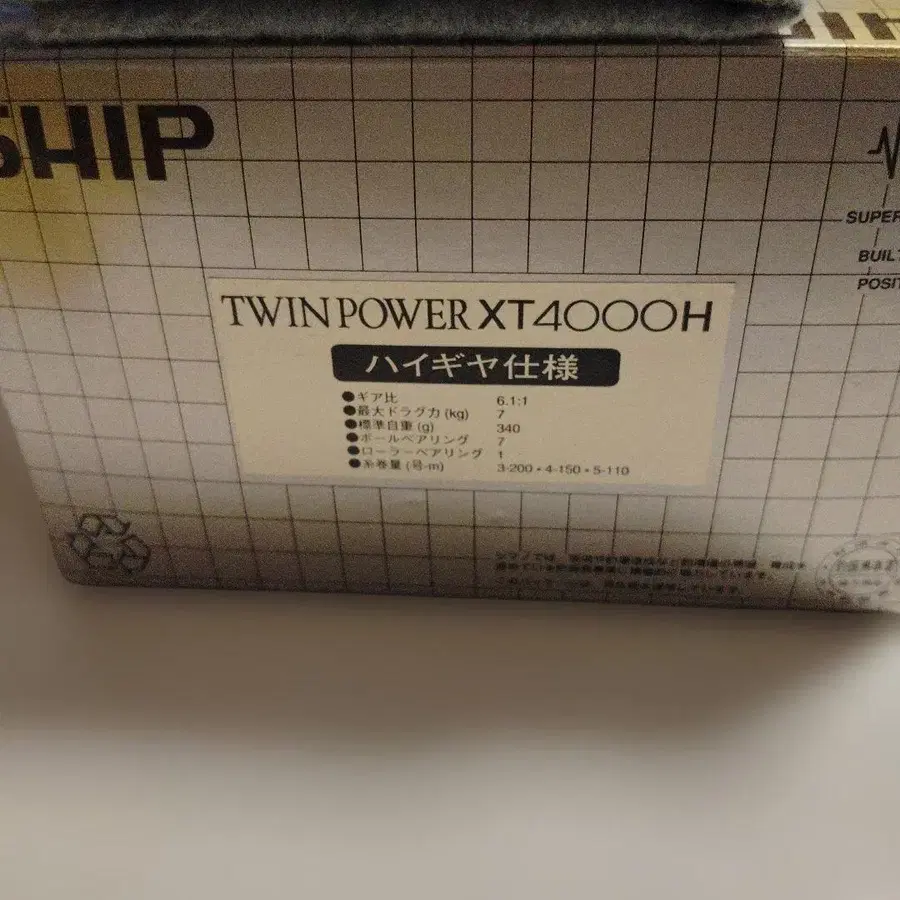 SHIP
SUPER
BUILT
POSIT
TWINPOWER XT4000H
ハイギヤ仕様
●ギア比 6.1:1
●最大ドラグ力 (kg) 7
●標準自重 (g) 340
●ボールベアリング 7
●ローラーベアリング 1
●糸巻量 (号-m) 3-200•4-150•5-110